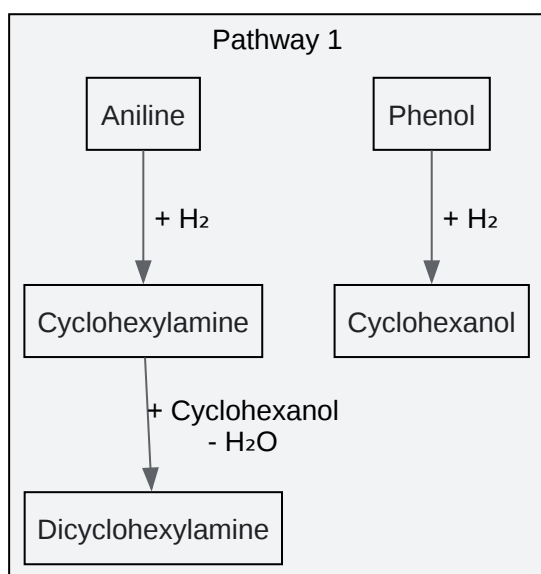 Pathway 1
Aniline
Phenol
+ H₂
+ H₂
Cyclohexylamine
Cyclohexanol
+ Cyclohexanol
- H₂O
Dicyclohexylamine